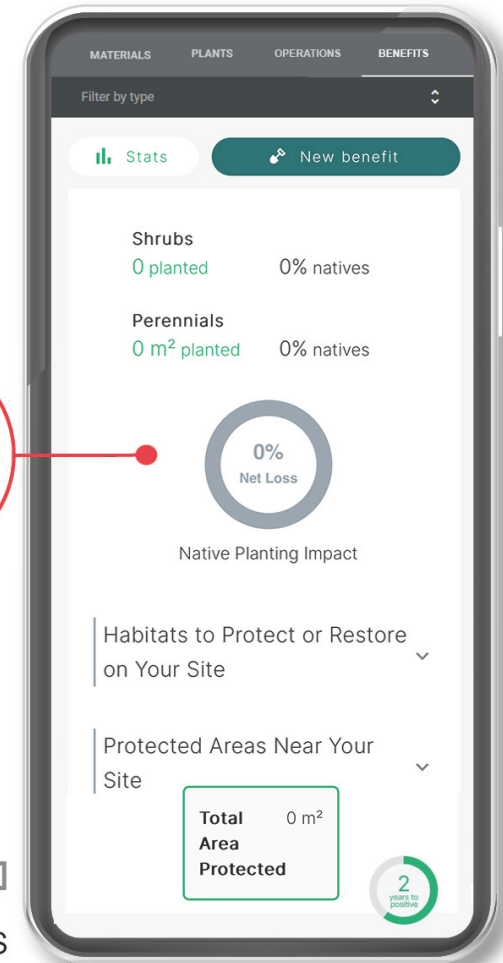 MATERIALS PLANTS OPERATIONS BENEFITS
Filter by type
Stats
New benefit
Shrubs
0 planted 0% natives
Perennials
0 m² planted 0% natives
0%
Net Loss
Native Planting Impact
Habitats to Protect or Restore
on Your Site
Protected Areas Near Your
Site
Total 0 m²
Area
Protected
2
years to
positive